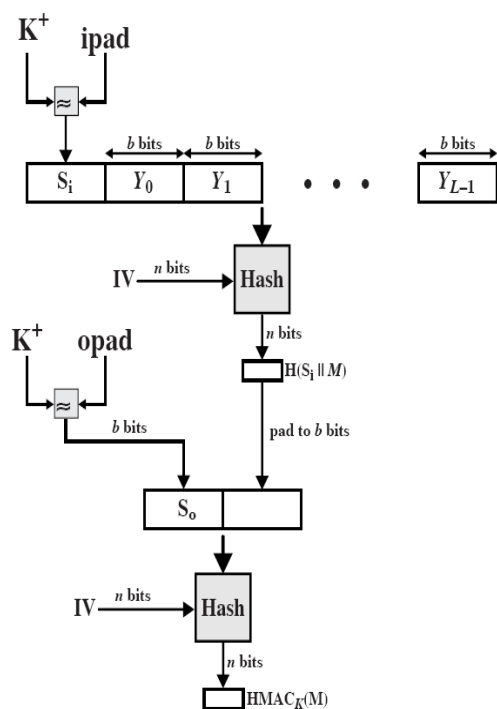 K+ ipad
≈
b bits b bits b bits
Si Y0 Y1 • • • YL−1
IV n bits Hash
n bits
K+ opad
H(Si || M)
≈
b bits pad to b bits
So
IV n bits Hash
n bits
HMACK(M)